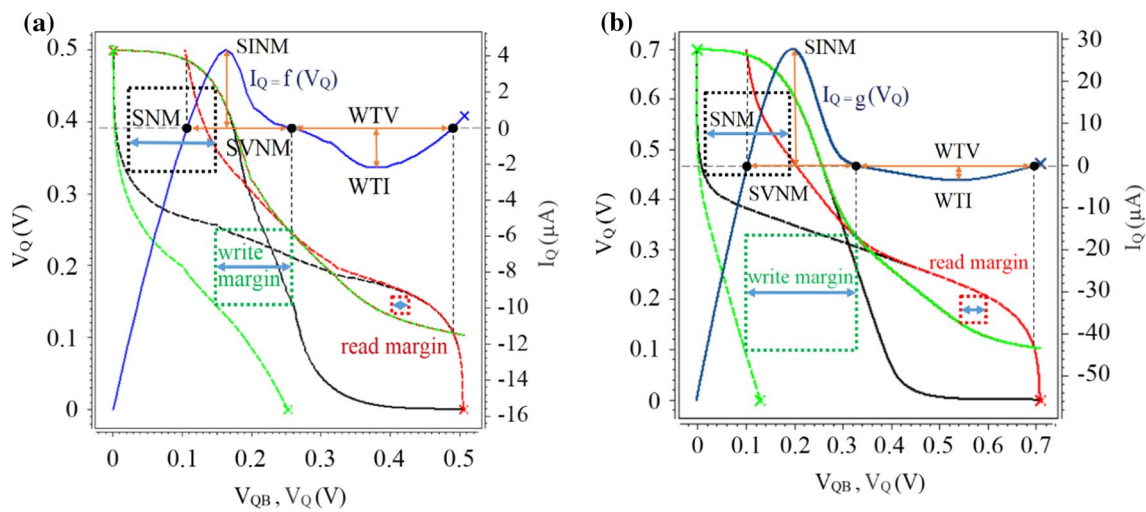 (a)
0.5
0.4
0.3
0.2
0.1
0
V_Q (V)
SINM
I_Q = f (V_Q)
SNM
SVNM
WTV
WTI
write
margin
read margin
4
2
0
-2
-4
-6
-8
-10
-12
-14
-16
I_Q (μA)
0 0.1 0.2 0.3 0.4 0.5
V_QB , V_Q (V)
(b)
0.7
0.6
0.5
0.4
0.3
0.2
0.1
0
V_Q (V)
SINM
I_Q = g (V_Q)
SNM
SVNM
WTV
WTI
read margin
write margin
30
20
10
0
-10
-20
-30
-40
-50
I_Q (μA)
0 0.1 0.2 0.3 0.4 0.5 0.6 0.7
V_QB , V_Q (V)